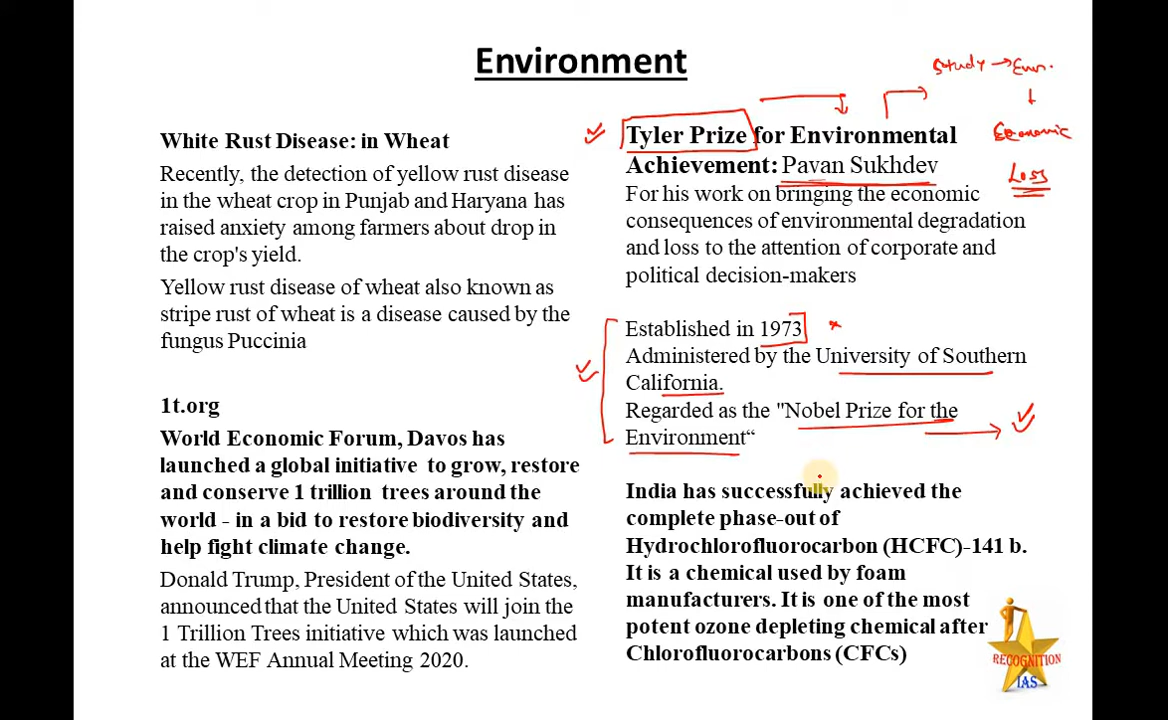 Environment
White Rust Disease: in Wheat
Recently, the detection of yellow rust disease
in the wheat crop in Punjab and Haryana has
raised anxiety among farmers about drop in
the crop's yield.
Yellow rust disease of wheat also known as
stripe rust of wheat is a disease caused by the
fungus Puccinia
1t.org
World Economic Forum, Davos has
launched a global initiative to grow, restore
and conserve 1 trillion trees around the
world - in a bid to restore biodiversity and
help fight climate change.
Donald Trump, President of the United States,
announced that the United States will join the
1 Trillion Trees initiative which was launched
at the WEF Annual Meeting 2020.
Study → Env.
Economic
Loss
Tyler Prize for Environmental
Achievement: Pavan Sukhdev
For his work on bringing the economic
consequences of environmental degradation
and loss to the attention of corporate and
political decision-makers
Established in 1973
Administered by the University of Southern
California.
Regarded as the "Nobel Prize for the
Environment“
India has successfully achieved the
complete phase-out of
Hydrochlorofluorocarbon (HCFC)-141 b.
It is a chemical used by foam
manufacturers. It is one of the most
potent ozone depleting chemical after
Chlorofluorocarbons (CFCs)
RECOGNITION
IAS